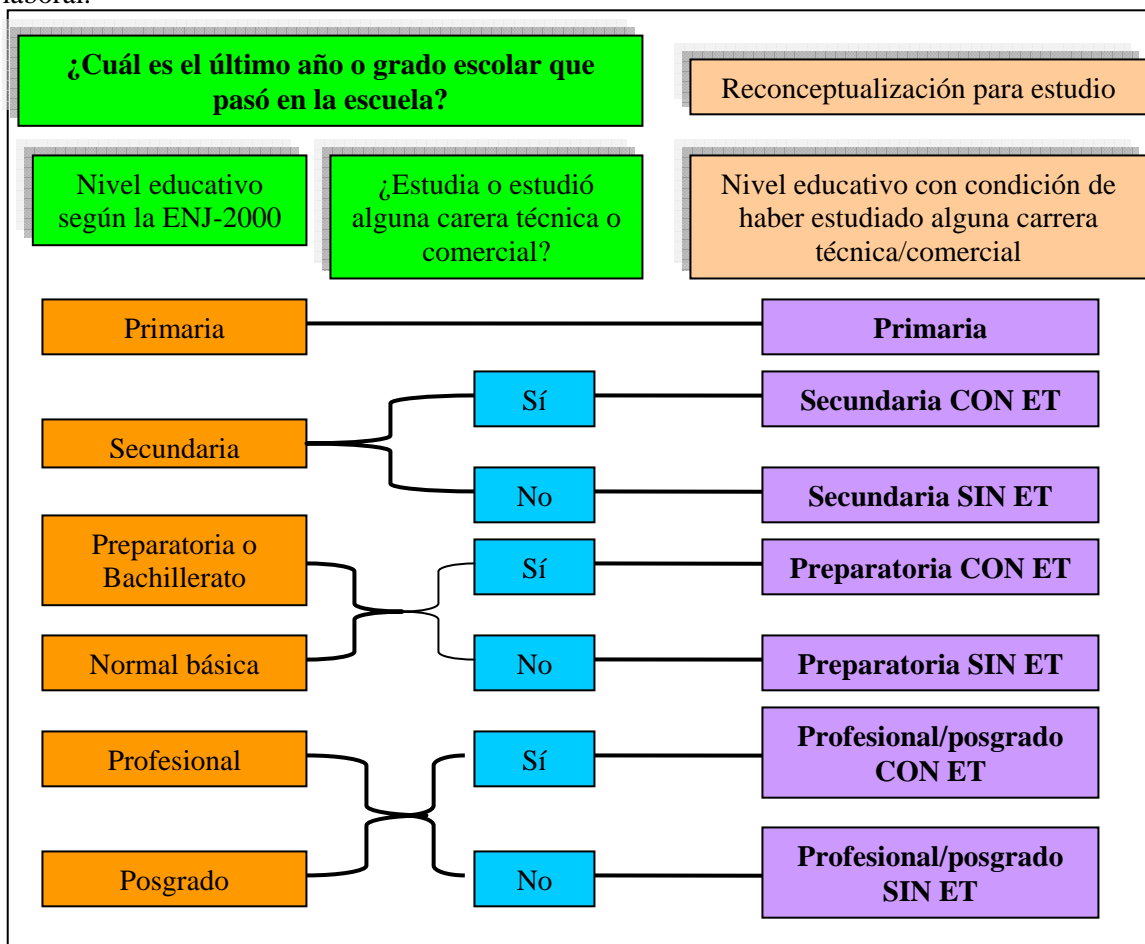 laboral.
¿Cuál es el último año o grado escolar que
pasó en la escuela?
Reconceptualización para estudio
Nivel educativo
según la ENJ-2000
¿Estudia o estudió
alguna carera técnica o
comercial?
Nivel educativo con condición de
haber estudiado alguna carrera
técnica/comercial
Primaria
Primaria
Sí
Secundaria CON ET
Secundaria
No
Secundaria SIN ET
Preparatoria o
Bachillerato
Sí
Preparatoria CON ET
Normal básica
No
Preparatoria SIN ET
Profesional
Sí
Profesional/posgrado
CON ET
Posgrado
No
Profesional/posgrado
SIN ET